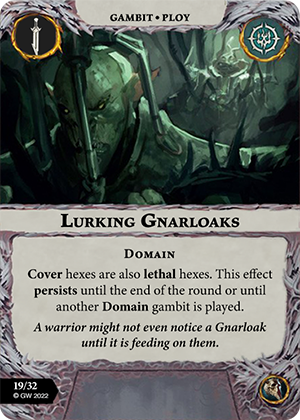 GAMBIT • PLOY
LURKING GNARLOAKS
DOMAIN
Cover hexes are also lethal hexes. This effect
persists until the end of the round or until
another Domain gambit is played.
A warrior might not even notice a Gnarloak
until it is feeding on them.
19/32
© GW 2022